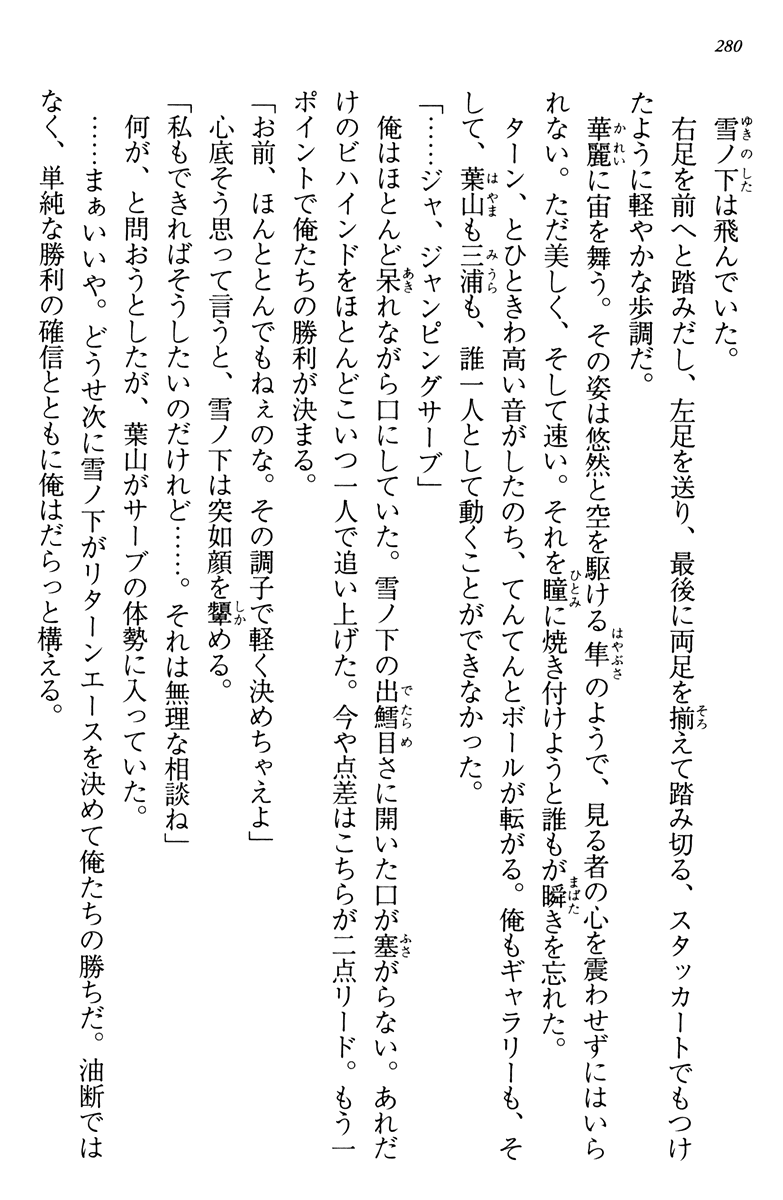 280
雪ノ下は飛んでいた。
右足を前へと踏みだし、左足を送り、最後に両足を揃えて踏み切る、スタッカートでもつけ
たように軽やかな歩調だ。
華麗に宙を舞う。その姿は悠然と空を駆ける隼のようで、見る者の心を震わせずにはいら
れない。ただ美しく、そして速い。それを瞳に焼き付けようと誰もが瞬きを忘れた。
ターン、とひときわ高い音がしたのち、てんてんとボールが転がる。俺もギャラリーも、そ
して、葉山も三浦も、誰一人として動くことができなかった。
「……ジャ、ジャンピングサーブ」
俺はほとんど呆れながら口にしていた。雪ノ下の出鱈目さに開いた口が塞がらない。あれだ
けのビハインドをほとんどこいつ一人で追い上げた。今や点差はこちらが二点リード。もう一
ポイントで俺たちの勝利が決まる。
「お前、ほんととんでもねぇのな。その調子で軽く決めちゃえよ」
心底そう思って言うと、雪ノ下は突如顔を顰める。
「私もできればそうしたいのだけれど……。それは無理な相談ね」
何が、と問おうとしたが、葉山がサーブの体勢に入っていた。
……まぁいいや。どうせ次に雪ノ下がリターンエースを決めて俺たちの勝ちだ。油断では
なく、単純な勝利の確信とともに俺はだらっと構える。